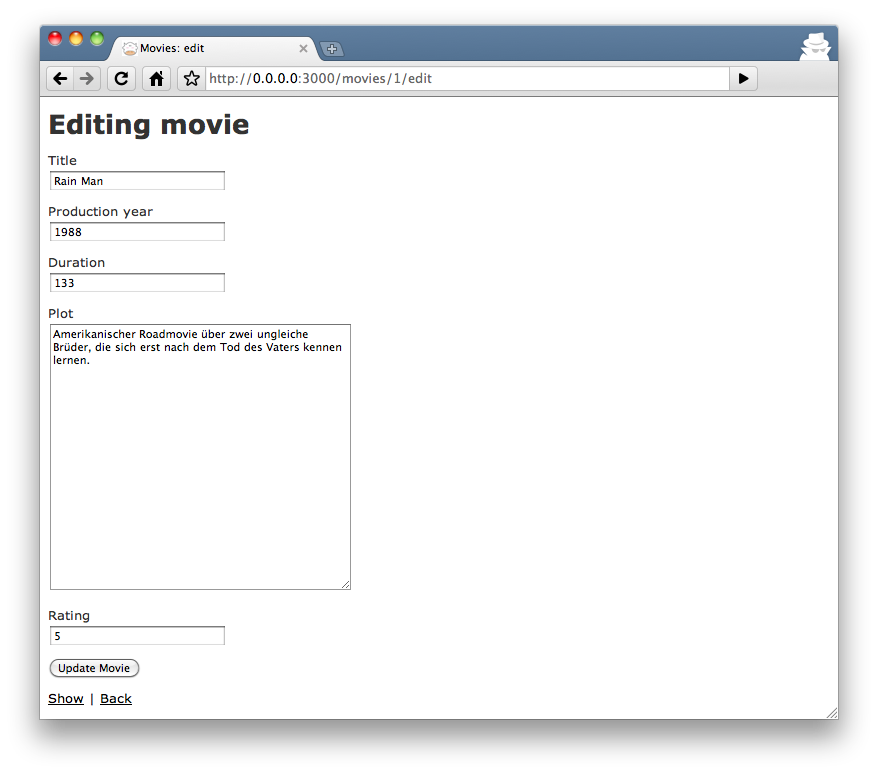 Movies: edit
http://0.0.0.0:3000/movies/1/edit
Editing movie
Title
Rain Man
Production year
1988
Duration
133
Plot
Amerikanischer Roadmovie über zwei ungleiche
Brüder, die sich erst nach dem Tod des Vaters kennen
lernen.
Rating
5
Update Movie
Show | Back